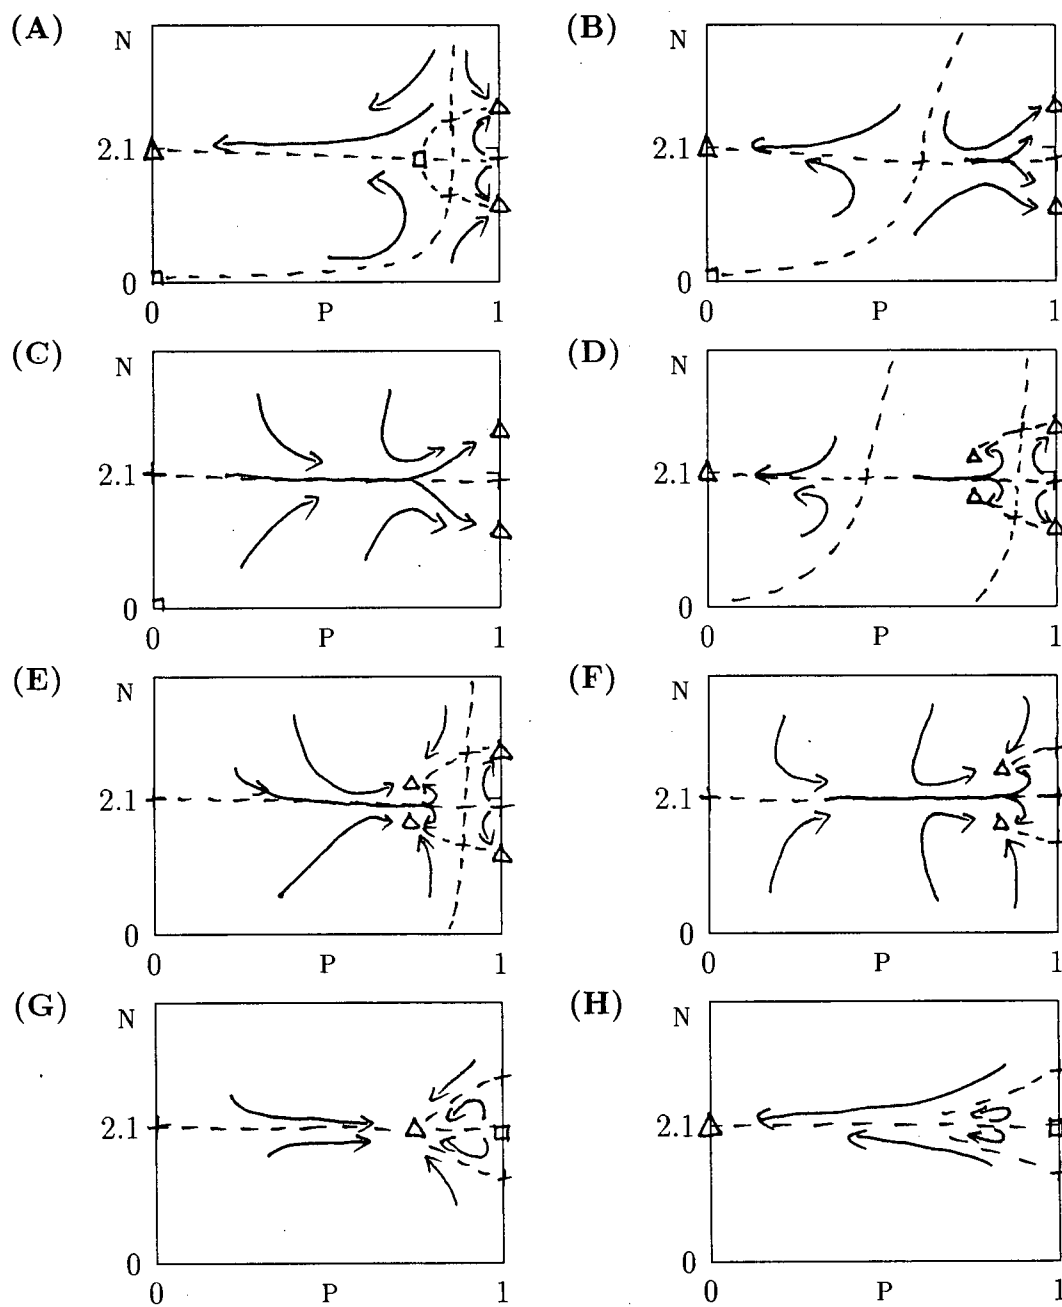 (A) N 2.1 0 0 P 1
(B) N 2.1 0 0 P 1
(C) N 2.1 0 0 P 1
(D) N 2.1 0 0 P 1
(E) N 2.1 0 0 P 1
(F) N 2.1 0 0 P 1
(G) N 2.1 0 0 P 1
(H) N 2.1 0 0 P 1